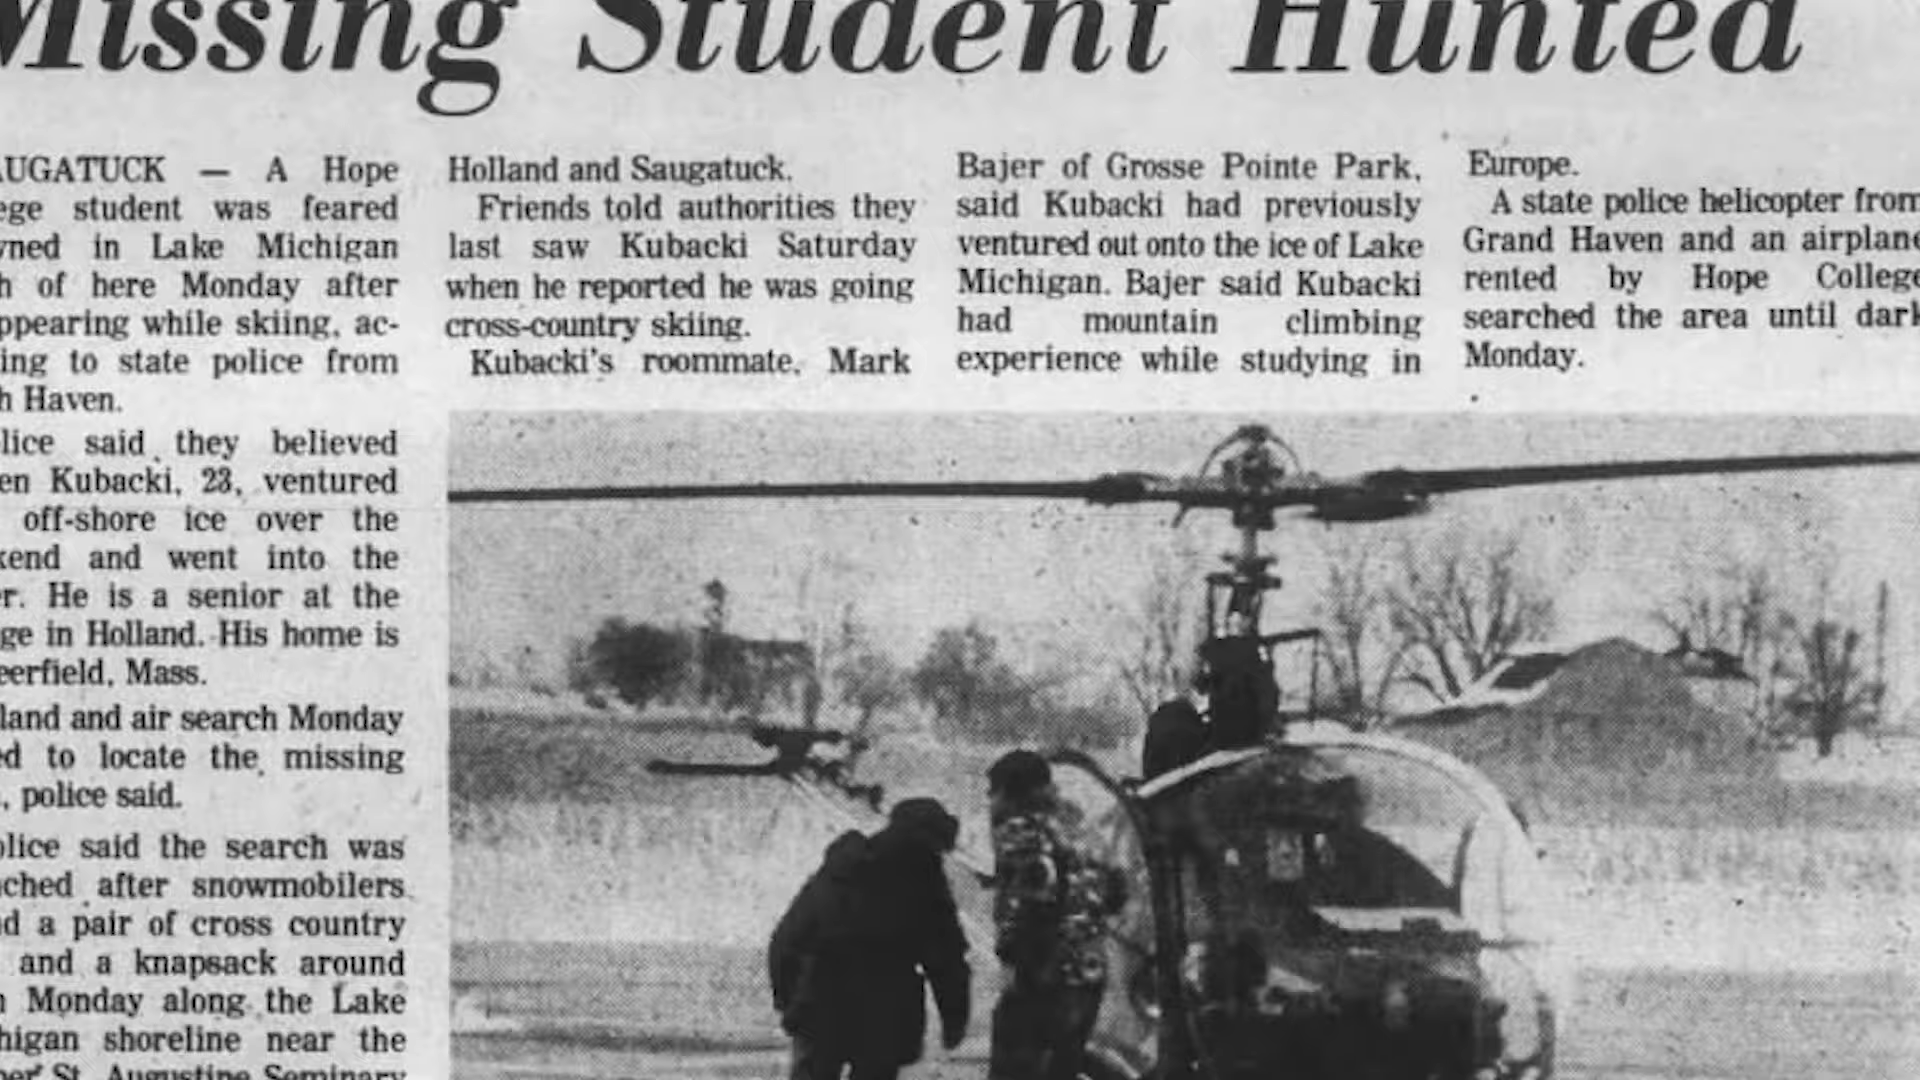 Missing Student Hunted
AUGATUCK — A Hope
ege student was feared
wned in Lake Michigan
h of here Monday after
ppearing while skiing, ac-
ing to state police from
h Haven.
lice said they believed
en Kubacki, 23, ventured
off-shore ice over the
kend and went into the
er. He is a senior at the
ge in Holland. His home is
eerfield, Mass.
land and air search Monday
ed to locate the missing
, police said.
olice said the search was
ched after snowmobilers
d a pair of cross country
and a knapsack around
n Monday along the Lake
higan shoreline near the
per St. Augustine Seminary
Holland and Saugatuck.
Friends told authorities they
last saw Kubacki Saturday
when he reported he was going
cross-country skiing.
Kubacki's roommate, Mark
Bajer of Grosse Pointe Park,
said Kubacki had previously
ventured out onto the ice of Lake
Michigan. Bajer said Kubacki
had mountain climbing
experience while studying in
Europe.
A state police helicopter from
Grand Haven and an airplane
rented by Hope College
searched the area until dark
Monday.